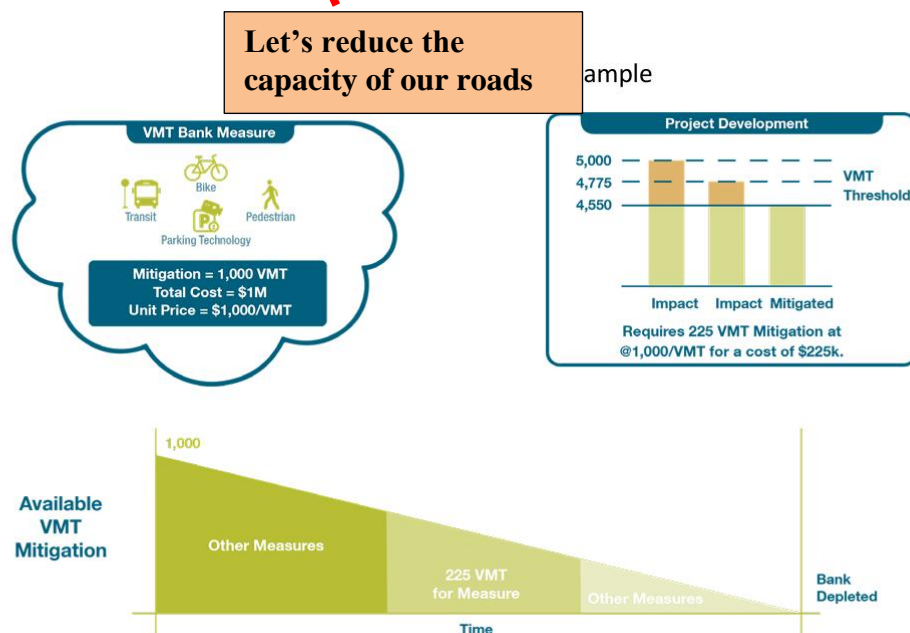 Let's reduce the
capacity of our roads
ample
VMT Bank Measure
Bike
Transit
Pedestrian
Parking Technology
Mitigation = 1,000 VMT
Total Cost = $1M
Unit Price = $1,000/VMT
Project Development
5,000
4,775
4,550
VMT
Threshold
Impact Impact Mitigated
Requires 225 VMT Mitigation at
@1,000/VMT for a cost of $225k.
1,000
Available
VMT
Mitigation
Other Measures
225 VMT
for Measure
Other Measures
Bank
Depleted
Time